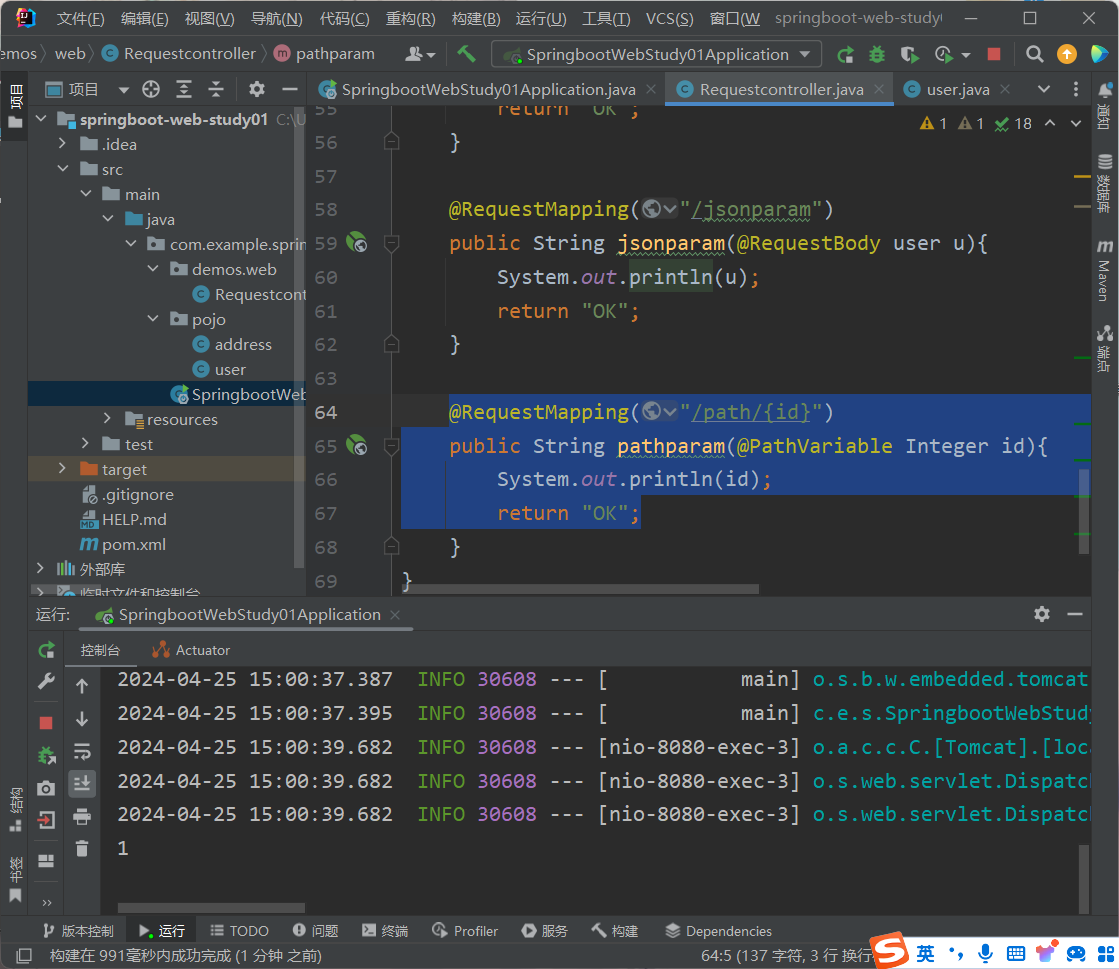 文件(F) 编辑(E) 视图(V) 导航(N) 代码(C) 重构(R) 构建(B) 运行(U) 工具(T) VCS(S) 窗口(W springboot-web-study
emos web Requestcontroller m pathparam SpringbootWebStudy01Application
项目
项目
SpringbootWebStudy01Application.java
Requestcontroller.java
user.java
通知
数据库
m Maven
端点
springboot-web-study01 C:\U
.idea
src
main
java
com.example.sprin
demos.web
Requestcont
pojo
address
user
SpringbootWeb
resources
test
target
.gitignore
HELP.md
m pom.xml
外部库
临时文件和控制台
1 1 18
55 return "OK";
56 }
57
58 @RequestMapping("/jsonparam")
59 public String jsonparam(@RequestBody user u){
60 System.out.println(u);
61 return "OK";
62 }
63
64 @RequestMapping("/path/{id}")
65 public String pathparam(@PathVariable Integer id){
66 System.out.println(id);
67 return "OK";
68 }
69 }
运行: SpringbootWebStudy01Application
控制台 Actuator
2024-04-25 15:00:37.387 INFO 30608 --- [ main] o.s.b.w.embedded.tomcat
2024-04-25 15:00:37.395 INFO 30608 --- [ main] c.e.s.SpringbootWebStudy
2024-04-25 15:00:39.682 INFO 30608 --- [nio-8080-exec-3] o.a.c.c.C.[Tomcat].[loc
2024-04-25 15:00:39.682 INFO 30608 --- [nio-8080-exec-3] o.s.web.servlet.Dispatc
2024-04-25 15:00:39.682 INFO 30608 --- [nio-8080-exec-3] o.s.web.servlet.Dispatc
1
结构
书签
版本控制 运行 TODO 问题 终端 Profiler 服务 构建 Dependencies
构建在 991毫秒内成功完成 (1 分钟 之前) 64:5 (137 字符, 3 行 换行
S 英